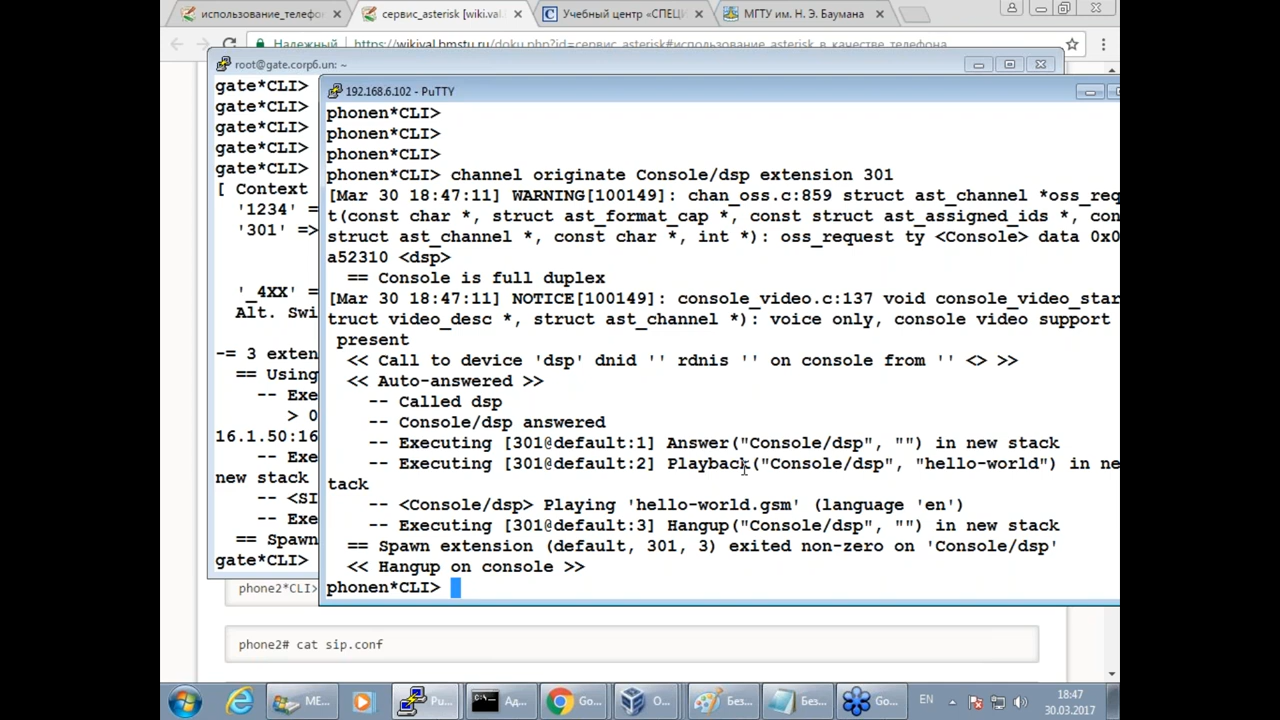 использование_телефо
сервис_asterisk [wiki.val.
Учебный центр «СПЕЦИ
МГТУ им. Н. Э. Баумана
Надежный
https://wikival.bmstu.ru/doku.php?id=сервис_asterisk#использование_asterisk_в_качестве_телефона
root@gate.corp6.un: ~
gate*CLI>
gate*CLI>
gate*CLI>
gate*CLI>
gate*CLI>
[ Context
'1234' =
'301' =>
'_4XX' =
Alt. Swi
-= 3 exten
== Using
-- Exe
> 0
16.1.50:16
-- Exe
new stack
-- <SI
-- Exe
== Spawn
gate*CLI>
192.168.6.102 - PuTTY
phonen*CLI>
phonen*CLI>
phonen*CLI>
phonen*CLI> channel originate Console/dsp extension 301
[Mar 30 18:47:11] WARNING[100149]: chan_oss.c:859 struct ast_channel *oss_req
t(const char *, struct ast_format_cap *, const struct ast_assigned_ids *, con
struct ast_channel *, const char *, int *): oss_request ty <Console> data 0x0
a52310 <dsp>
== Console is full duplex
[Mar 30 18:47:11] NOTICE[100149]: console_video.c:137 void console_video_star
truct video_desc *, struct ast_channel *): voice only, console video support
present
<< Call to device 'dsp' dnid '' rdnis '' on console from '' <> >>
<< Auto-answered >>
-- Called dsp
-- Console/dsp answered
-- Executing [301@default:1] Answer("Console/dsp", "") in new stack
-- Executing [301@default:2] Playback("Console/dsp", "hello-world") in ne
tack
-- <Console/dsp> Playing 'hello-world.gsm' (language 'en')
-- Executing [301@default:3] Hangup("Console/dsp", "") in new stack
== Spawn extension (default, 301, 3) exited non-zero on 'Console/dsp'
<< Hangup on console >>
phonen*CLI>
phone2*CLI>
phone2# cat sip.conf
ME...
Pu...
Ад...
Go...
O...
Без...
Без...
Go...
EN
18:47
30.03.2017